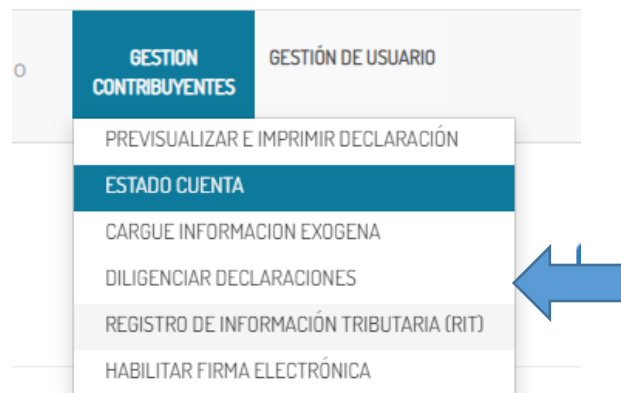 O
GESTION
CONTRIBUYENTES
GESTIÓN DE USUARIO
PREVISUALIZAR E IMPRIMIR DECLARACIÓN
ESTADO CUENTA
CARGUE INFORMACION EXOGENA
DILIGENCIAR DECLARACIONES
REGISTRO DE INFORMACIÓN TRIBUTARIA (RIT)
HABILITAR FIRMA ELECTRÓNICA